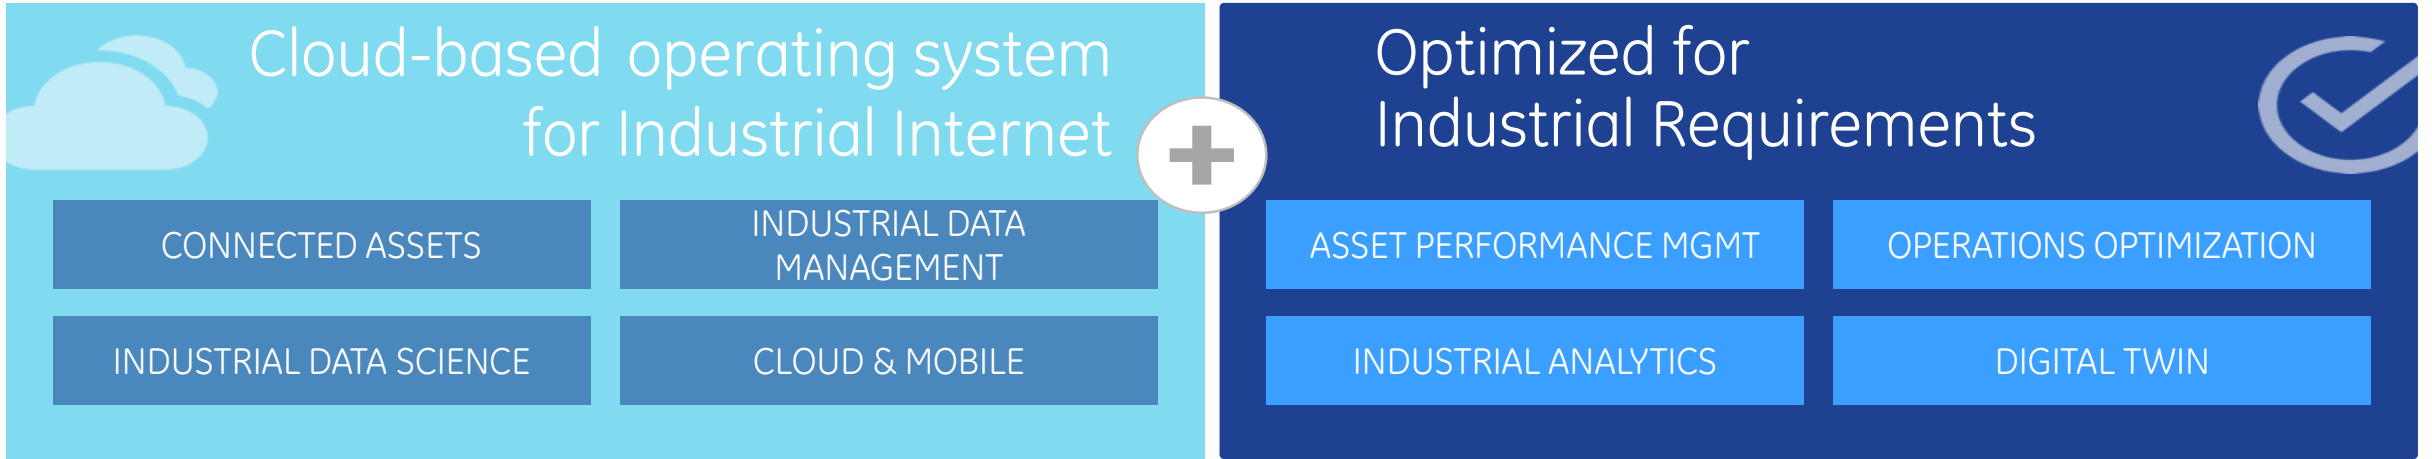 Cloud-based operating system
for Industrial Internet
CONNECTED ASSETS
INDUSTRIAL DATA
MANAGEMENT
INDUSTRIAL DATA SCIENCE
CLOUD & MOBILE
Optimized for
Industrial Requirements
ASSET PERFORMANCE MGMT
OPERATIONS OPTIMIZATION
INDUSTRIAL ANALYTICS
DIGITAL TWIN